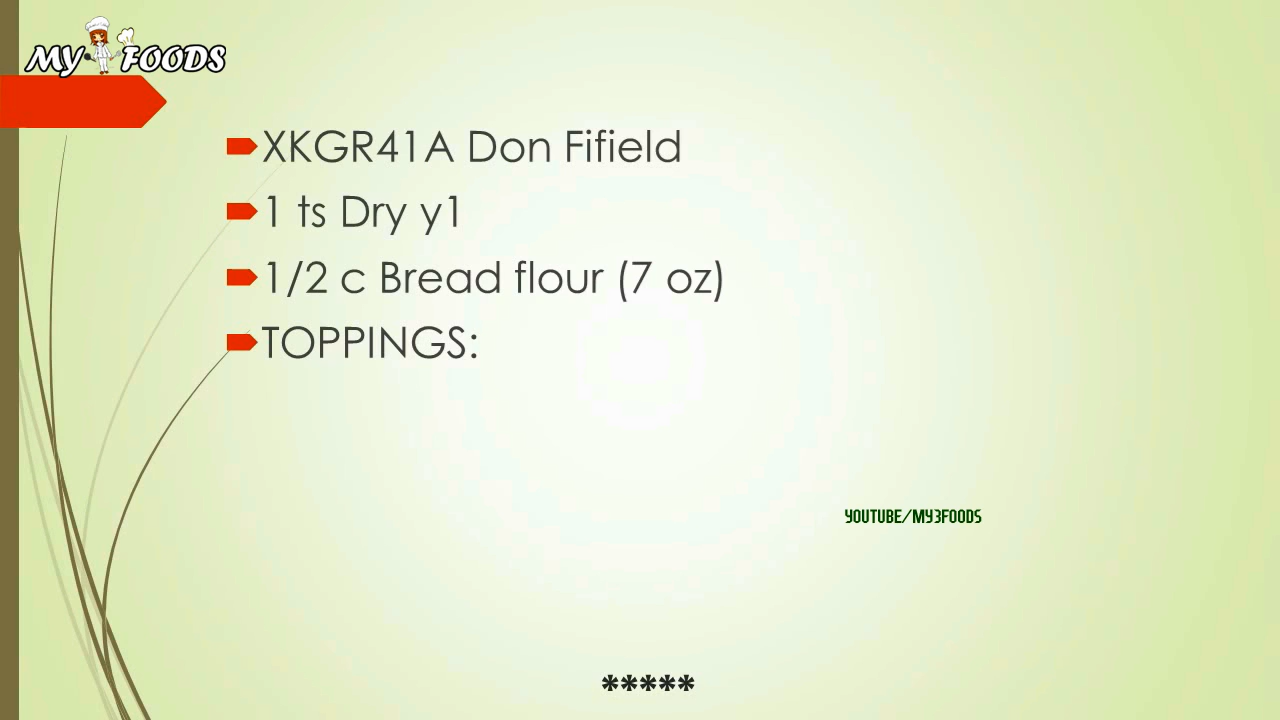 MY FOODS
XKGR41A Don Fifield
1 ts Dry y1
1/2 c Bread flour (7 oz)
TOPPINGS:
YOUTUBE/MY3FOODS
*****